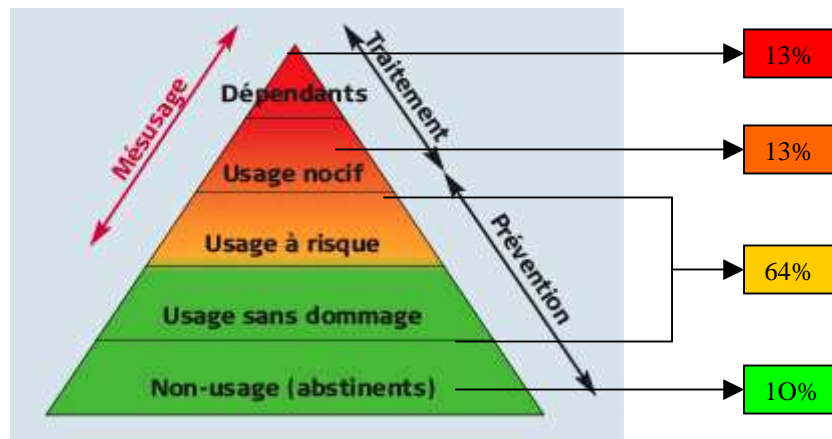 Mésusage
Traitement
Prévention
Dépendants
Usage nocif
Usage à risque
Usage sans dommage
Non-usage (abstinents)
13%
13%
64%
1O%